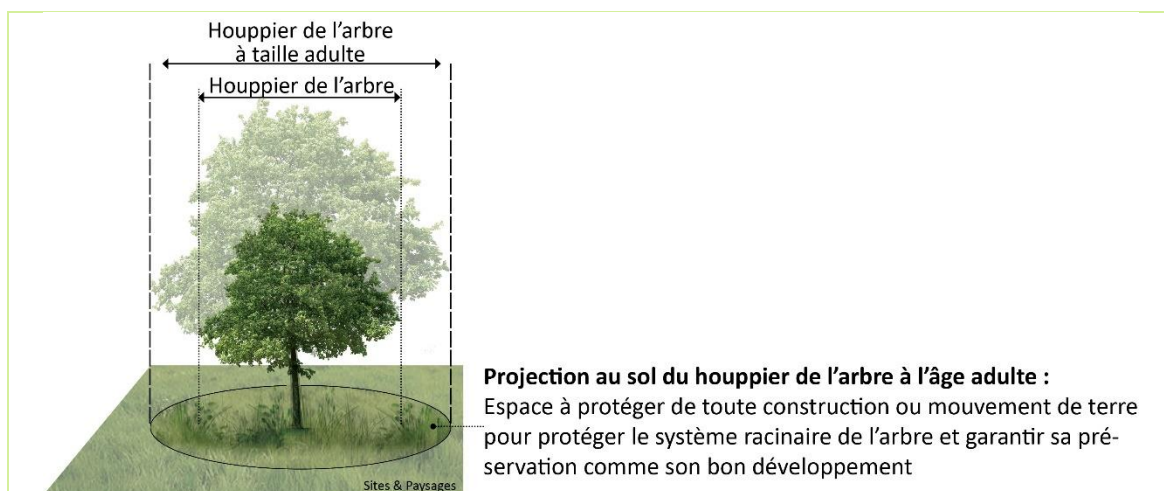 Houppier de l'arbre
à taille adulte
Houppier de l'arbre
Projection au sol du houppier de l'arbre à l'âge adulte :
Espace à protéger de toute construction ou mouvement de terre
pour protéger le système racinaire de l'arbre et garantir sa pré-
servation comme son bon développement
Sites & Paysages